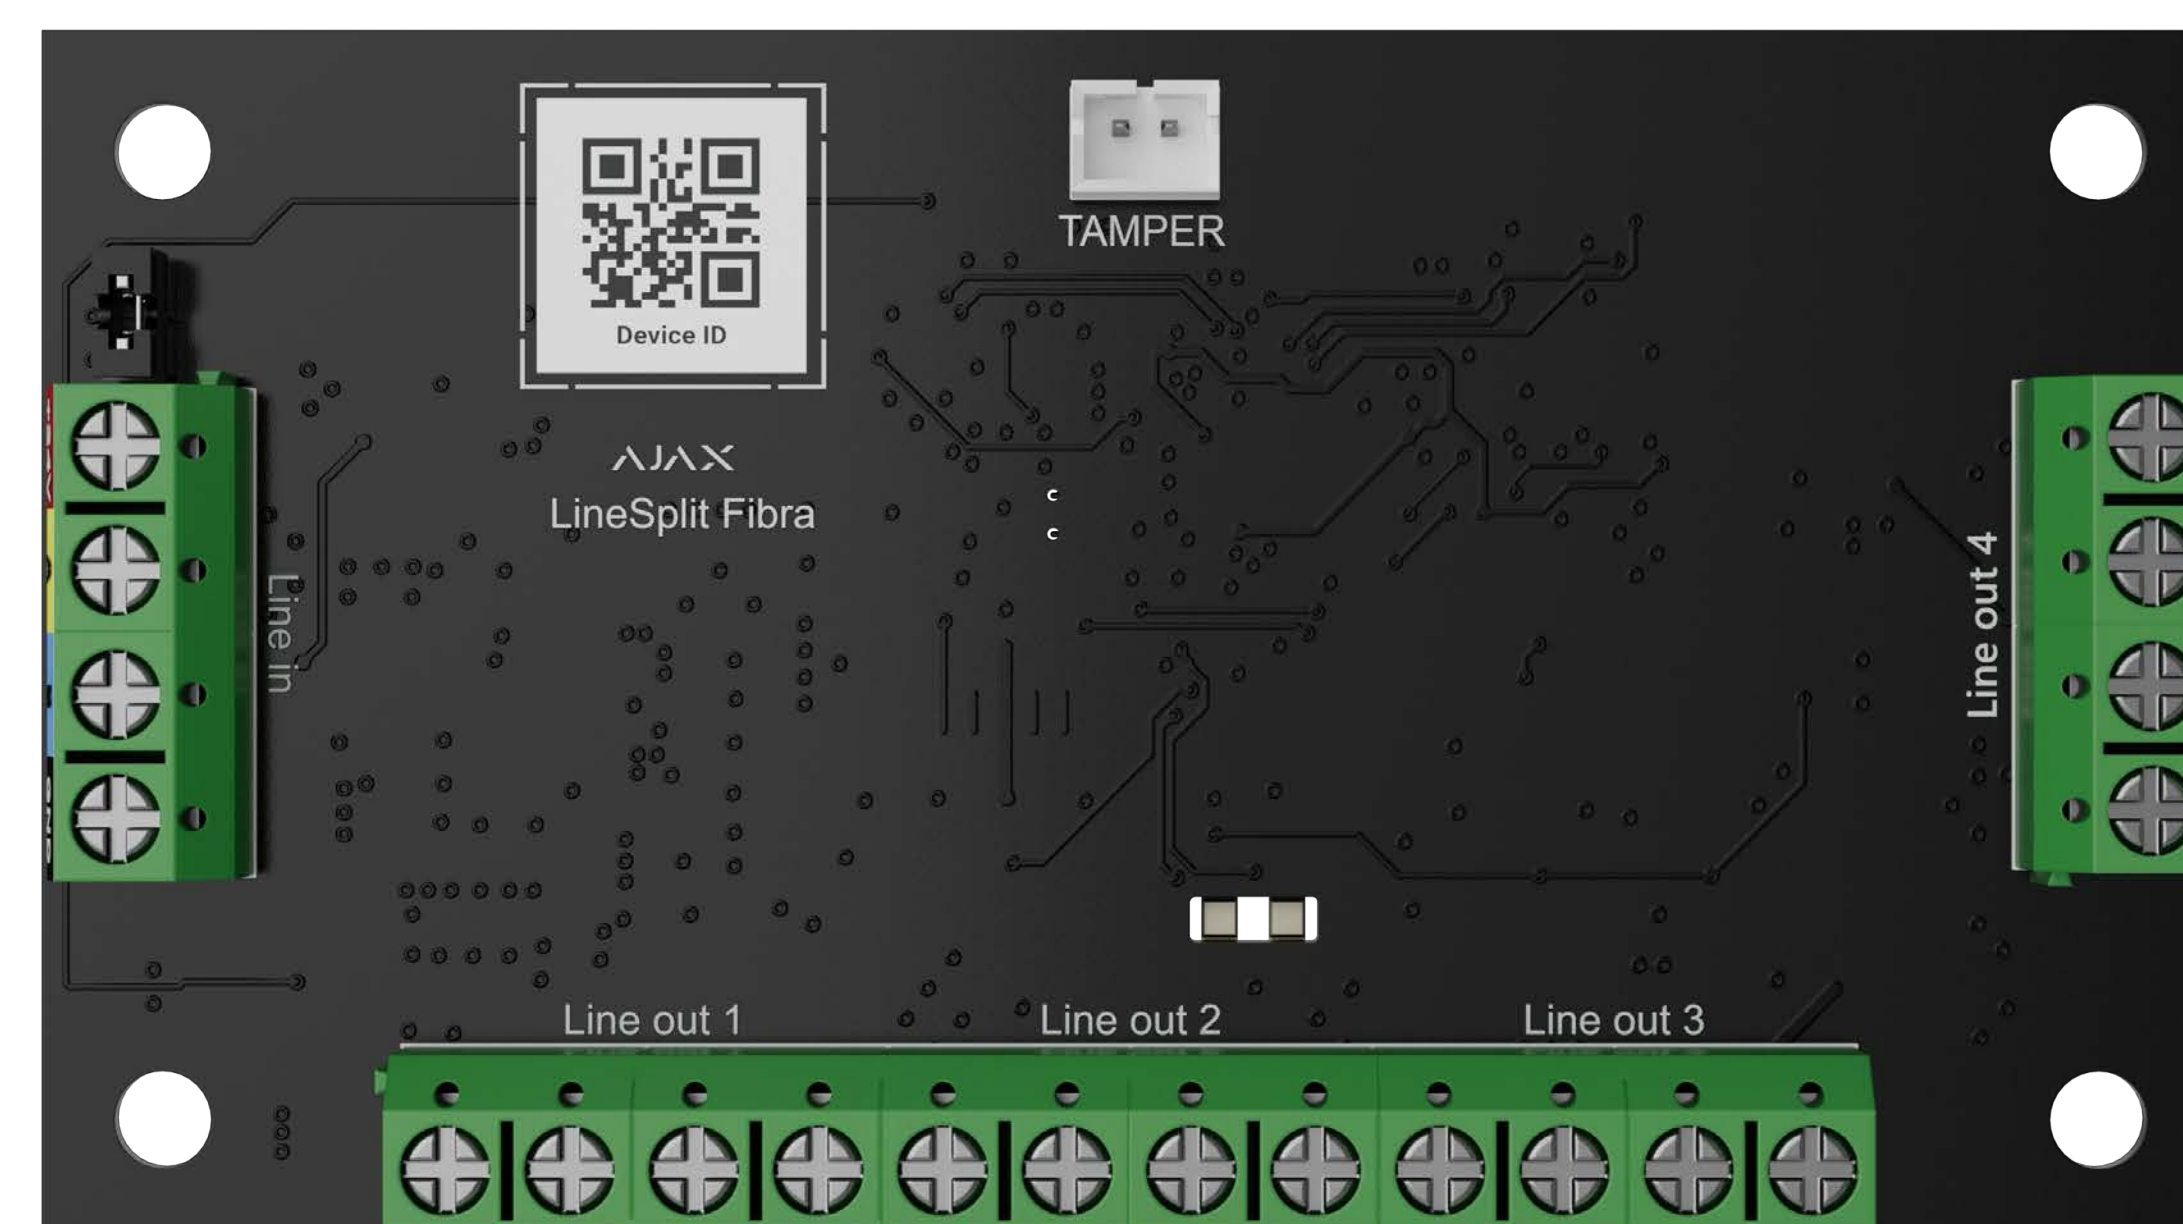 TAMPER
Device ID
AJAX
LineSplit Fibra
Line in
Line out 4
Line out 1
Line out 2
Line out 3